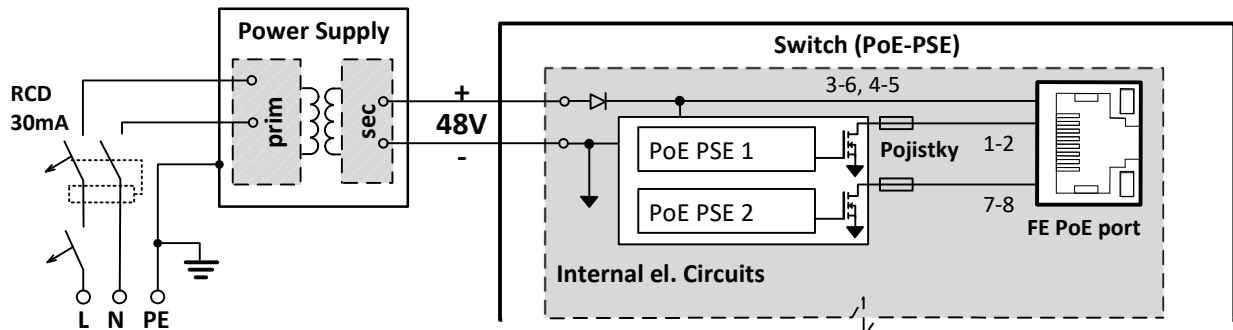 Power Supply
Switch (PoE-PSE)
RCD
30mA
prim
sec
+
48V
-
3-6, 4-5
PoE PSE 1
Pojistky
1-2
PoE PSE 2
7-8
FE PoE port
Internal el. Circuits
L N PE